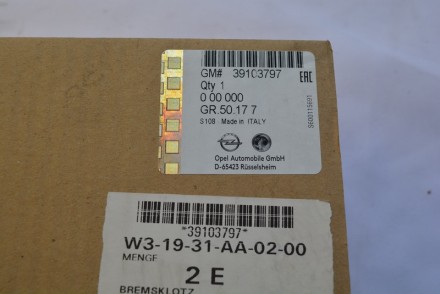 GM# 39103797
Qty 1
0 00 000
GR.50.17 7
S108 Made in ITALY
EAC
Opel Automobile GmbH
D-65423 Rüsselsheim
*39103797*
W3-19-31-AA-02-00
MENGE
2 E
BREMSKLOTZ